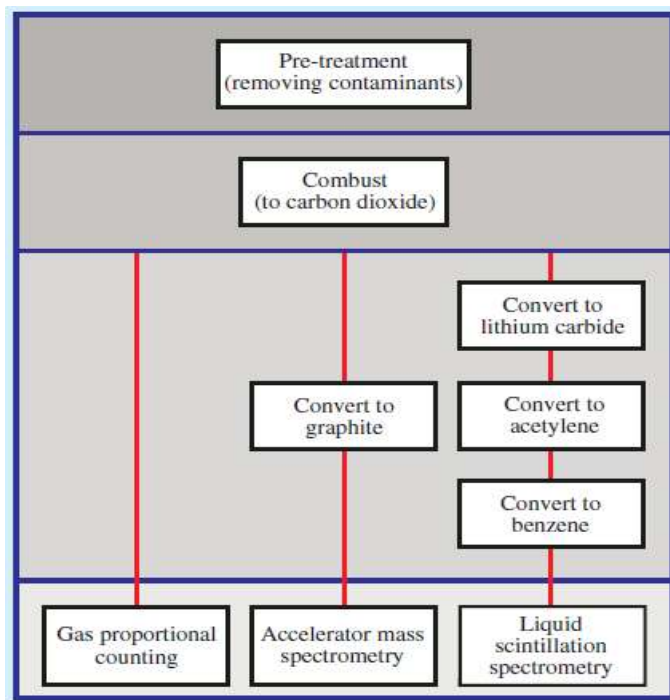 Pre-treatment
(removing contaminants)
Combust
(to carbon dioxide)
Convert to
lithium carbide
Convert to
graphite
Convert to
acetylene
Convert to
benzene
Gas proportional
counting
Accelerator mass
spectrometry
Liquid
scintillation
spectrometry